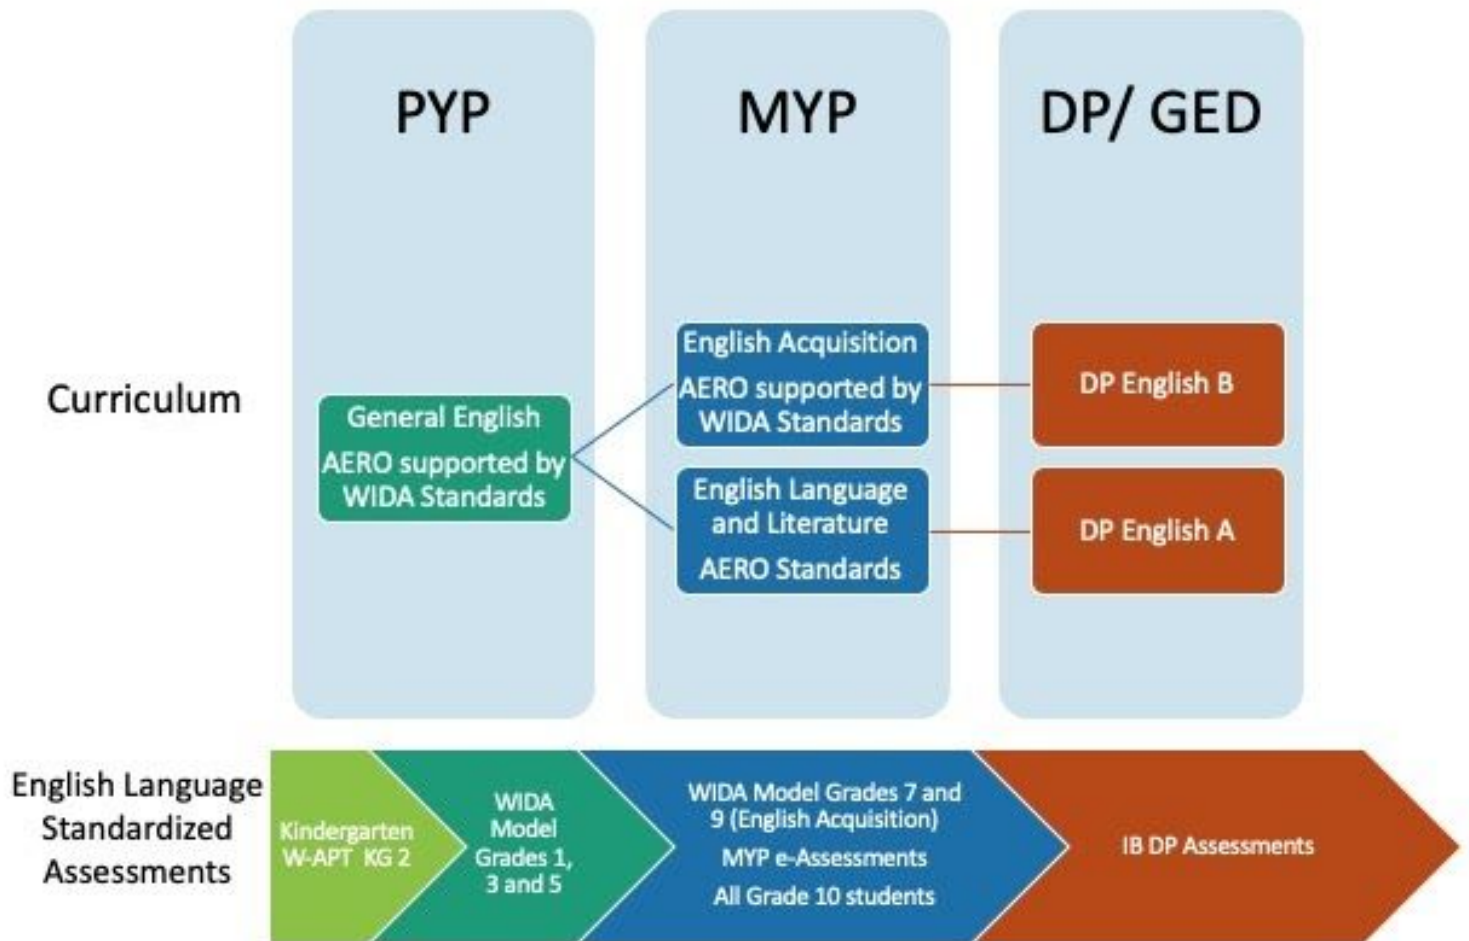 PYP
MYP
DP/ GED
Curriculum
General English
AERO supported by
WIDA Standards
English Acquisition
AERO supported by
WIDA Standards
English Language
and Literature
AERO Standards
DP English B
DP English A
English Language
Standardized
Assessments
Kindergarten
W-APT KG 2
WIDA
Model
Grades 1,
3 and 5
WIDA Model Grades 7 and
9 (English Acquisition)
MYP e-Assessments
All Grade 10 students
IB DP Assessments